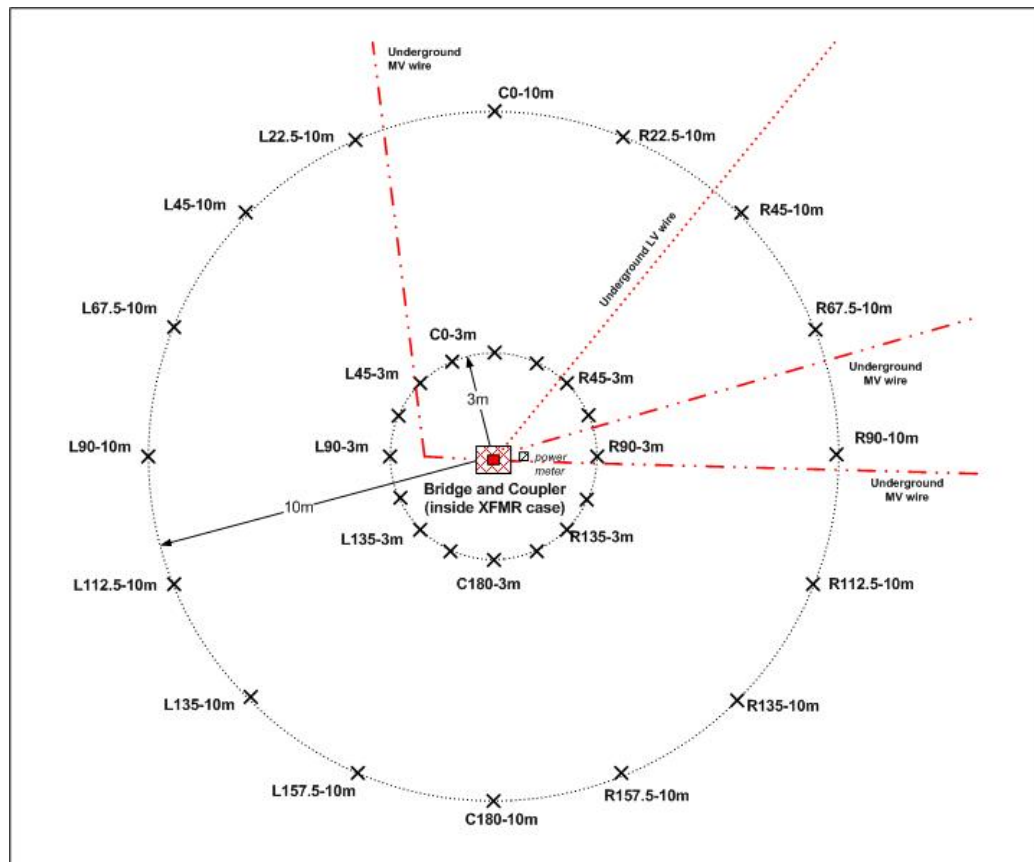 Underground
MV wire
C0-10m
L22.5-10m
R22.5-10m
L45-10m
R45-10m
Underground LV wire
L67.5-10m
R67.5-10m
C0-3m
L45-3m
R45-3m
Underground
MV wire
3m
L90-10m
L90-3m
R90-3m
R90-10m
power
meter
Underground
MV wire
Bridge and Coupler
(inside XFMR case)
10m
L135-3m
R135-3m
C180-3m
L112.5-10m
R112.5-10m
L135-10m
R135-10m
L157.5-10m
R157.5-10m
C180-10m